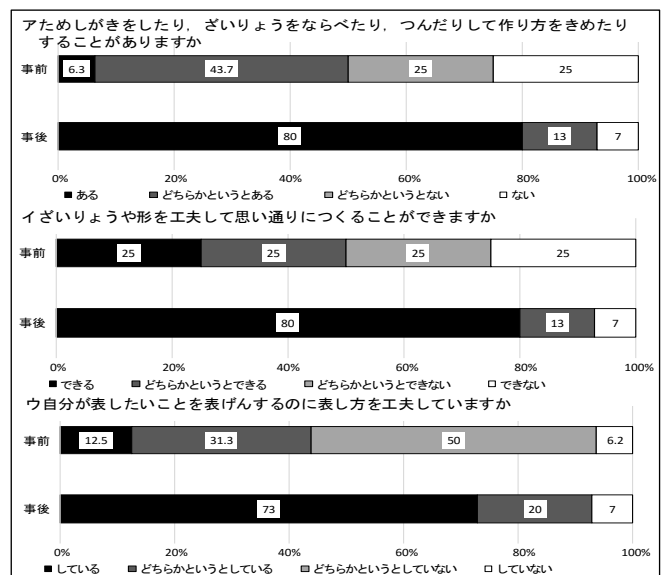 アためしがきをしたり，ざいりょうをならべたり，つんだりして作り方をきめたり
することがありますか
事前 6.3 43.7 25 25
事後 80 13 7
0% 20% 40% 60% 80% 100%
■ある ■どちらかというとある ■どちらかというとない □ない
イざいりょうや形を工夫して思い通りにつくることができますか
事前 25 25 25 25
事後 80 13 7
0% 20% 40% 60% 80% 100%
■できる ■どちらかというとできる ■どちらかというとできない □できない
ウ自分が表したいことを表げんするのに表し方を工夫していますか
事前 12.5 31.3 50 6.2
事後 73 20 7
0% 20% 40% 60% 80% 100%
■している ■どちらかというとしている ■どちらかというとしていない □していない